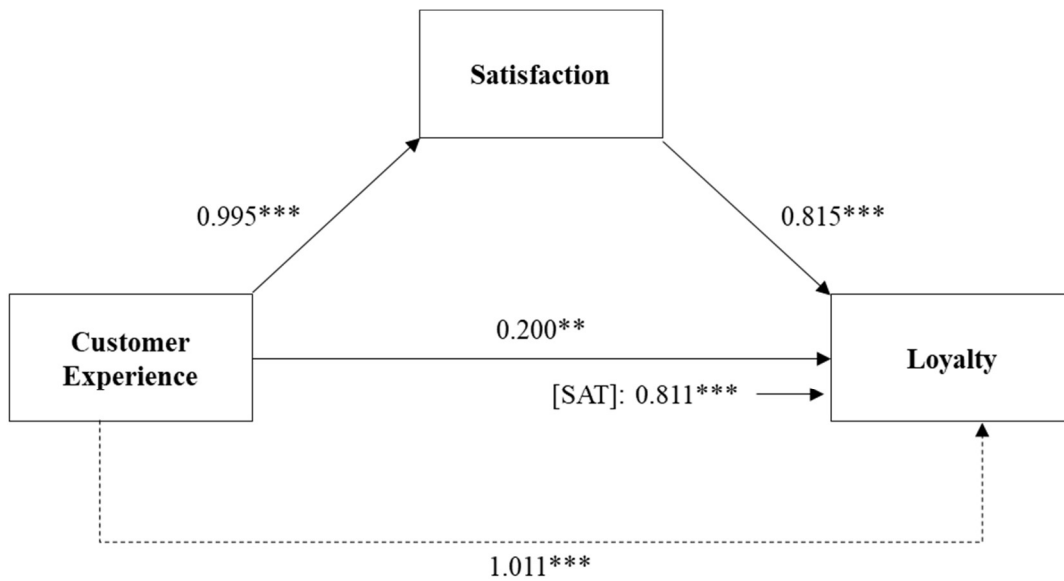 Satisfaction
0.995***
0.815***
Customer
Experience
0.200**
Loyalty
[SAT]: 0.811***
1.011***